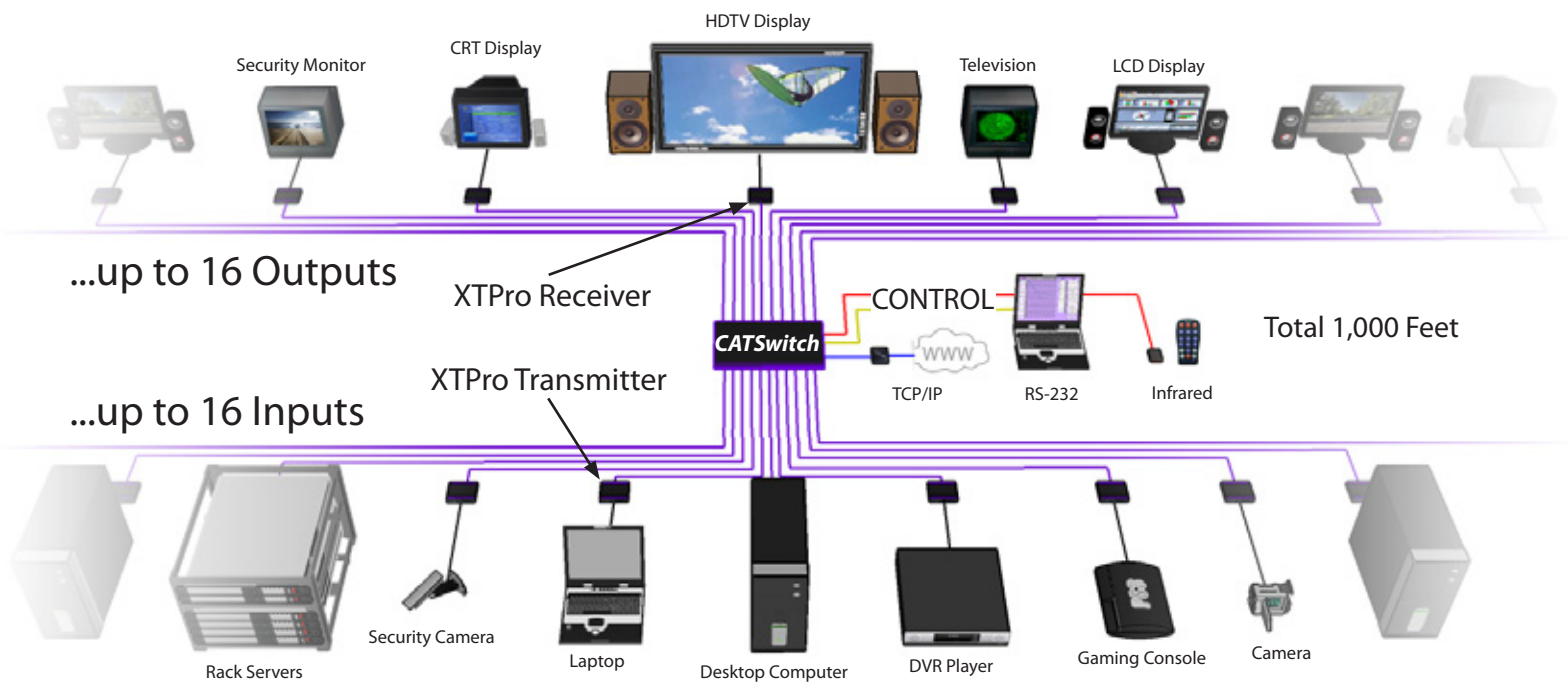 HDTV Display
CRT Display
Security Monitor
Television
LCD Display
...up to 16 Outputs
XTPro Receiver
CONTROL
Total 1,000 Feet
CATSwitch
WWW
XTPro Transmitter
TCP/IP
RS-232
Infrared
...up to 16 Inputs
Security Camera
Laptop
Rack Servers
Desktop Computer
DVR Player
Gaming Console
Camera